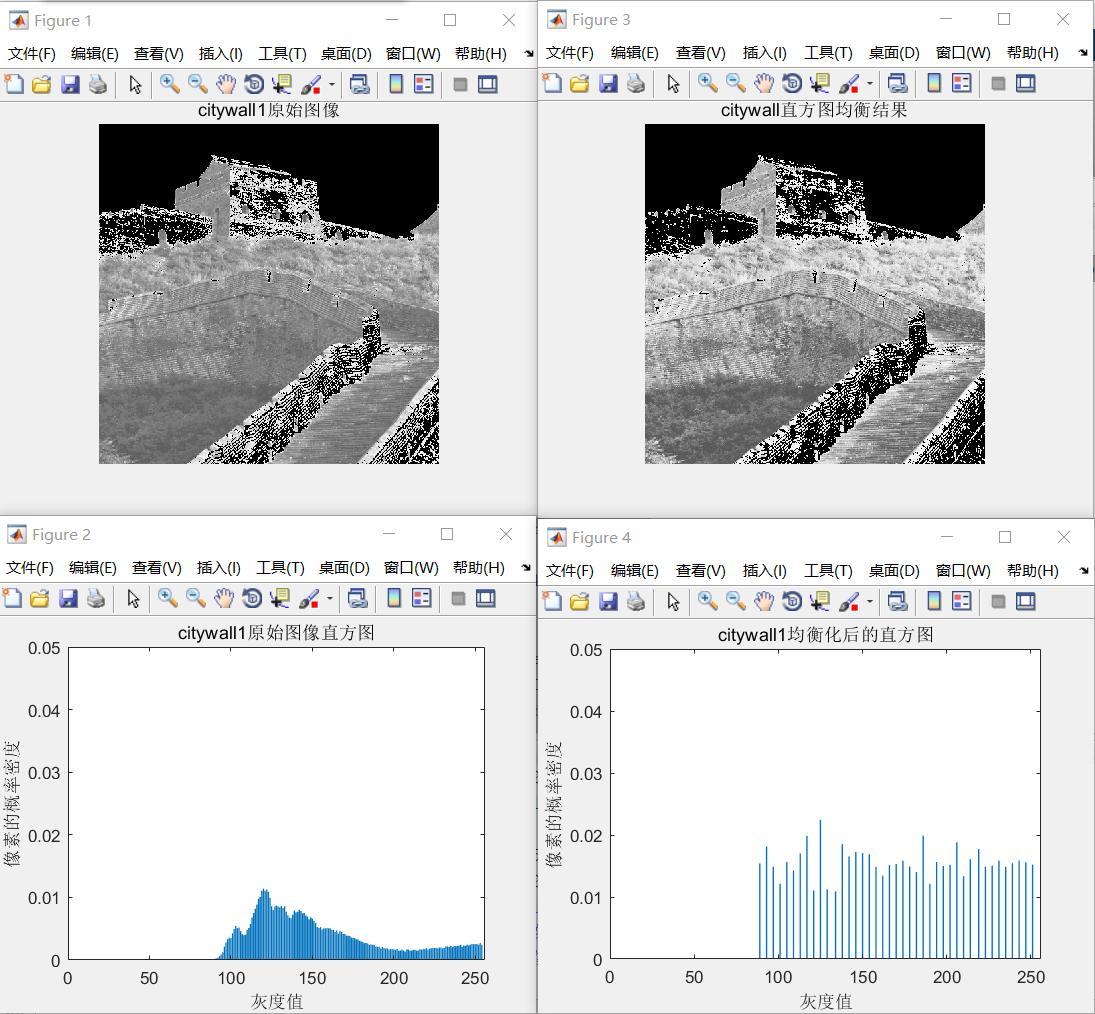 Figure 1
文件(F) 编辑(E) 查看(V) 插入(I) 工具(T) 桌面(D) 窗口(W) 帮助(H)
citywall1原始图像
Figure 3
文件(F) 编辑(E) 查看(V) 插入(I) 工具(T) 桌面(D) 窗口(W) 帮助(H)
citywall直方图均衡结果
Figure 2
文件(F) 编辑(E) 查看(V) 插入(I) 工具(T) 桌面(D) 窗口(W) 帮助(H)
citywall1原始图像直方图
像素的概率密度
0.05
0.04
0.03
0.02
0.01
0
0 50 100 150 200 250
灰度值
Figure 4
文件(F) 编辑(E) 查看(V) 插入(I) 工具(T) 桌面(D) 窗口(W) 帮助(H)
citywall1均衡化后的直方图
像素的概率密度
0.05
0.04
0.03
0.02
0.01
0
0 50 100 150 200 250
灰度值